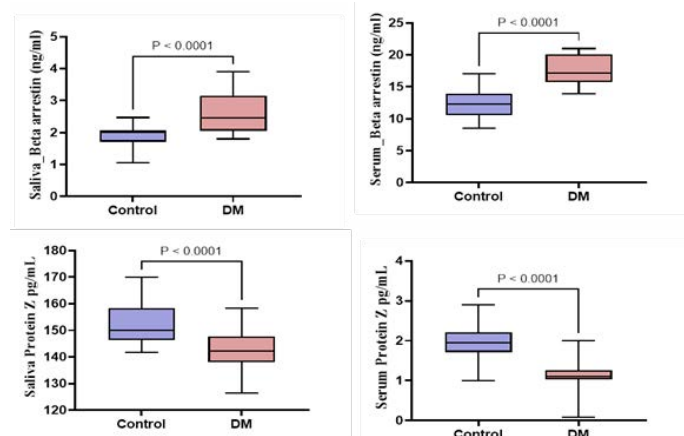 Saliva_Beta arrestin (ng/ml)
5
4
3
2
1
0
P < 0.0001
Control DM
Serum_Beta arrestin (ng/ml)
25
20
15
10
5
0
P < 0.0001
Control DM
Saliva Protein Z pg/mL
180
170
160
150
140
130
120
P < 0.0001
Control DM
Serum Protein Z pg/mL
4
3
2
1
0
P < 0.0001
Control DM